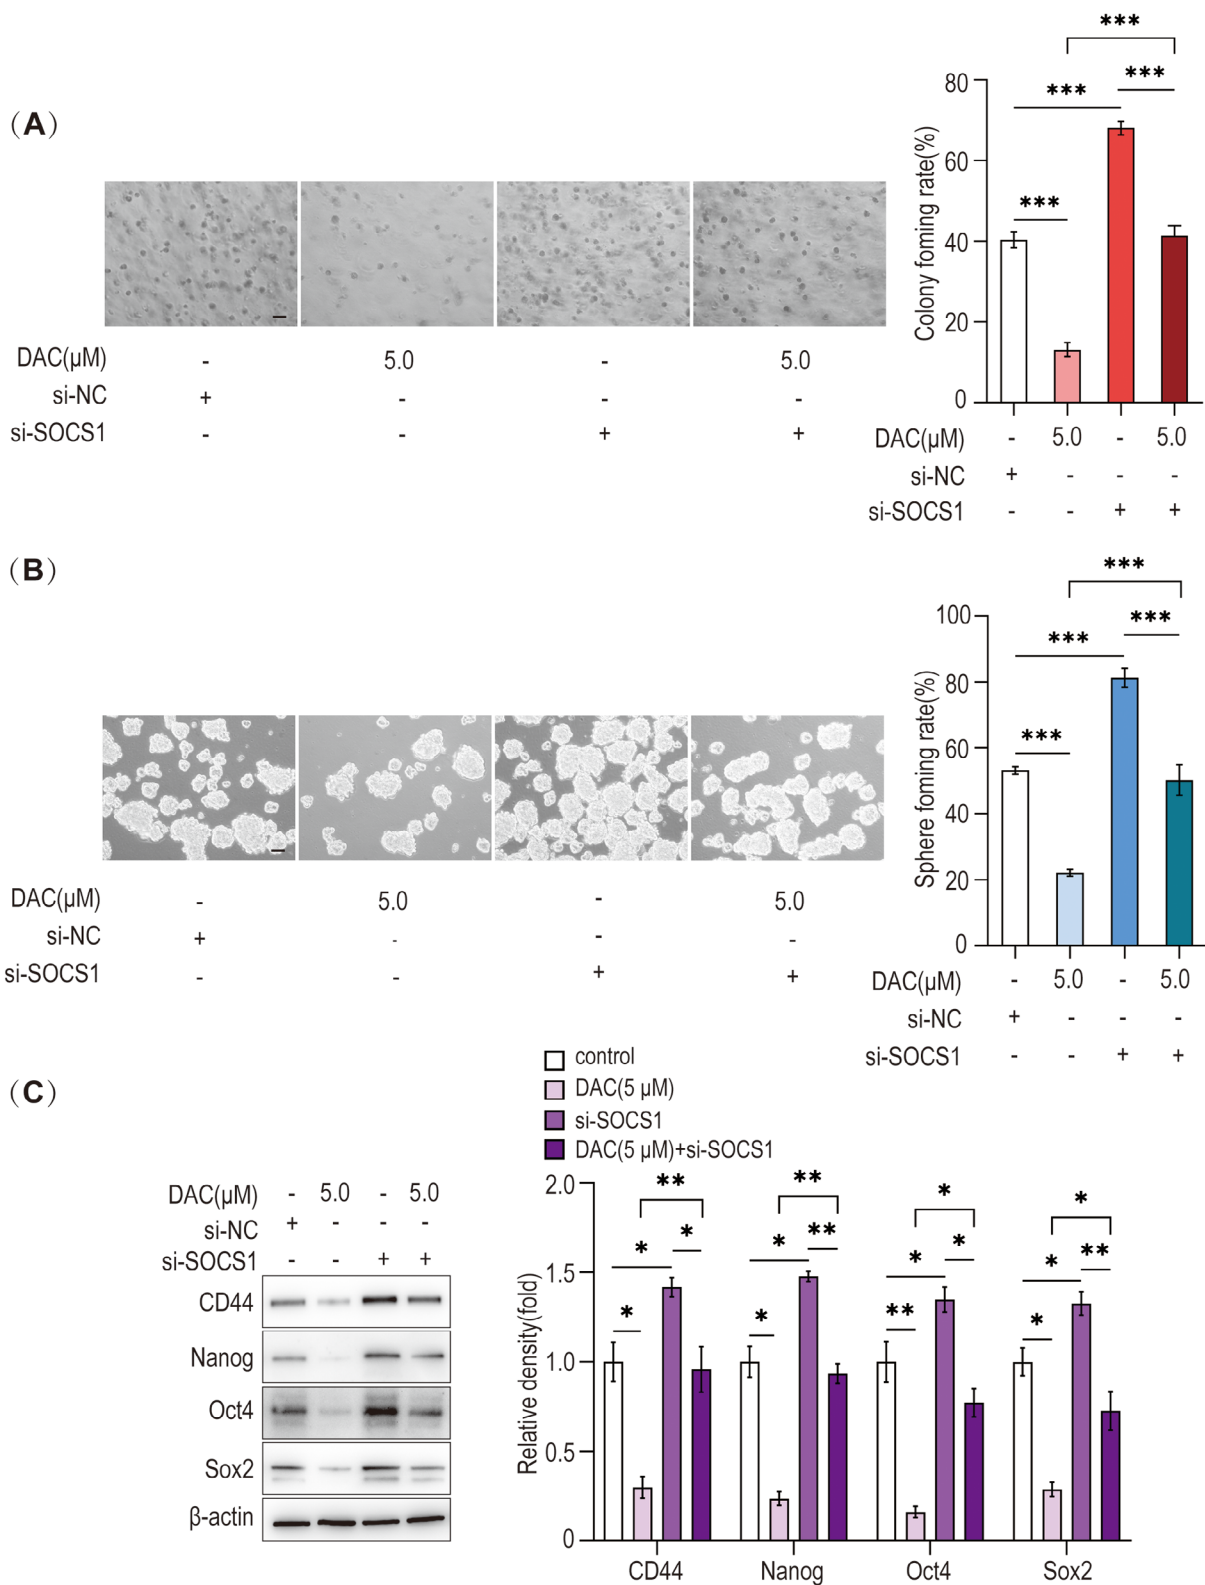 (A)
***
***
***
***
Colony foming rate(%)
80
60
40
20
0
DAC(μM) - 5.0 - 5.0
si-NC + - - -
si-SOCS1 - - + +
DAC(μM) - 5.0 - 5.0
si-NC + - - -
si-SOCS1 - - + +
(B)
***
***
***
***
Sphere foming rate(%)
100
80
60
40
20
0
DAC(μM) - 5.0 - 5.0
si-NC + - - -
si-SOCS1 - - + +
DAC(μM) - 5.0 - 5.0
si-NC + - - -
si-SOCS1 - - + +
(C)
DAC(μM) - 5.0 - 5.0
si-NC + - - -
si-SOCS1 - - + +
CD44
Nanog
Oct4
Sox2
β-actin
control
DAC(5 μM)
si-SOCS1
DAC(5 μM)+si-SOCS1
Relative density(fold)
2.0
1.5
1.0
0.5
0
** ** * *
* * * ** * * * **
* * ** *
CD44 Nanog Oct4 Sox2